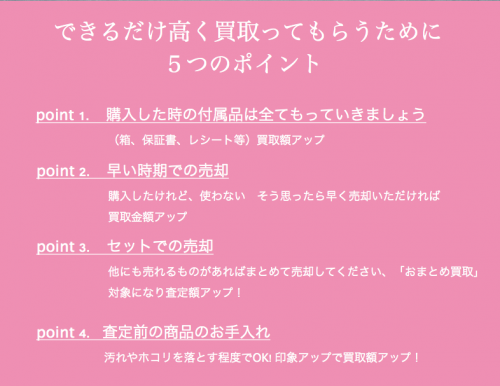 できるだけ高く買取ってもらうために
５つのポイント
point 1. 購入した時の付属品は全てもっていきましょう
（箱、保証書、レシート等）買取額アップ
point 2. 早い時期での売却
購入したけれど、使わない　そう思ったら早く売却いただければ
買取金額アップ
point 3. セットでの売却
他にも売れるものがあればまとめて売却してください、「おまとめ買取」
対象になり査定額アップ！
point 4. 査定前の商品のお手入れ
汚れやホコリを落とす程度でOK! 印象アップで買取額アップ！